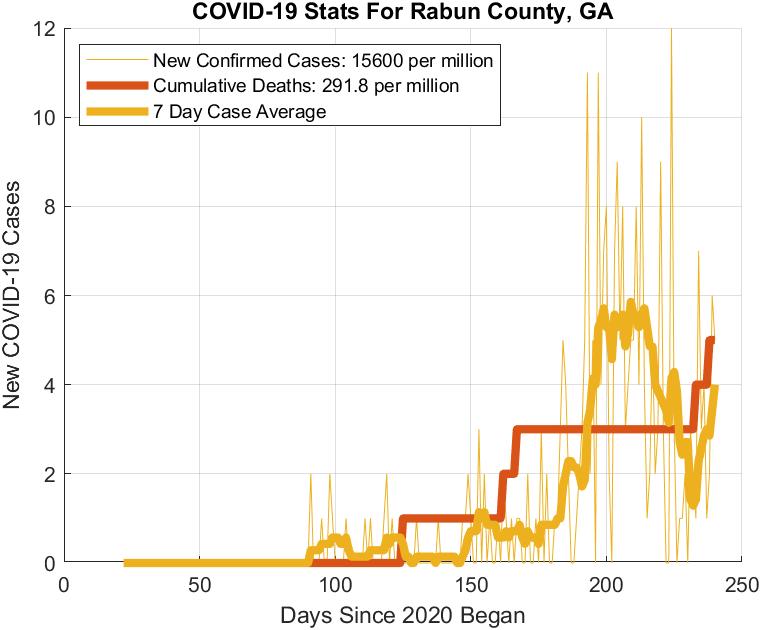 COVID-19 Stats For Rabun County, GA
New Confirmed Cases: 15600 per million
Cumulative Deaths: 291.8 per million
7 Day Case Average
New COVID-19 Cases
12
10
8
6
4
2
0
0 50 100 150 200 250
Days Since 2020 Began